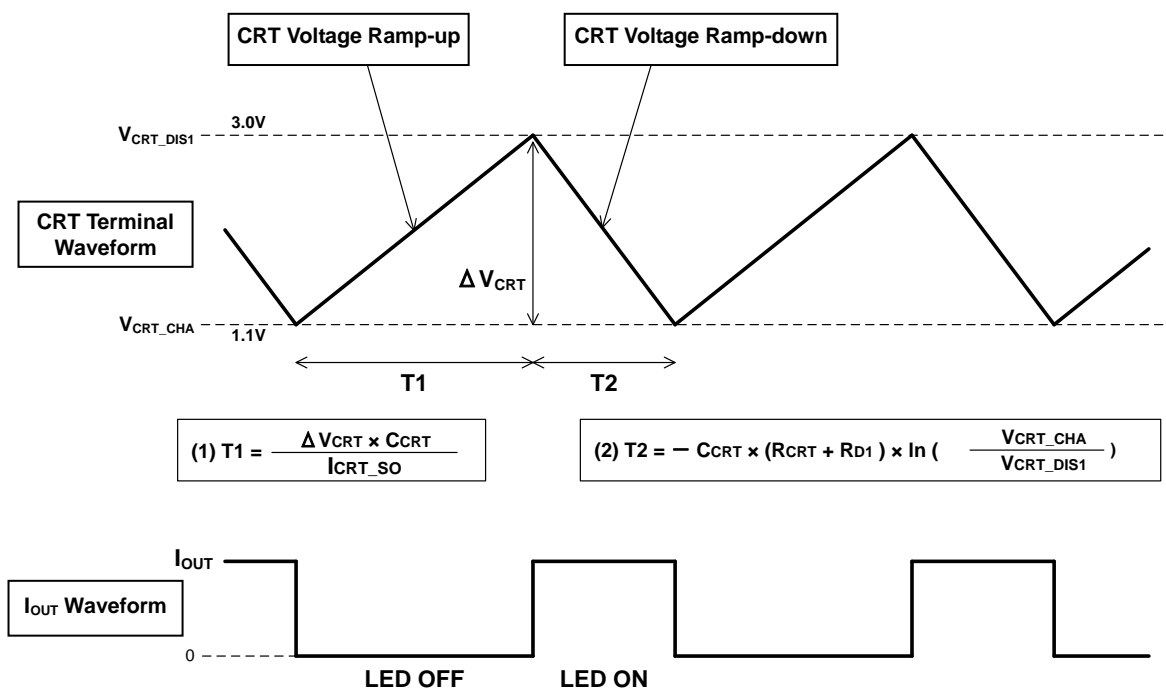 CRT Voltage Ramp-up
CRT Voltage Ramp-down
VCRT_DIS1
3.0V
CRT Terminal
Waveform
Δ VCRT
VCRT_CHA
1.1V
T1
T2
(1) T1 = Δ VCRT × CCRT
ICRT_SO
(2) T2 = － CCRT × (RCRT + RD1 ) × ln ( VCRT_CHA
VCRT_DIS1 )
IOUT
IOUT Waveform
0
LED OFF
LED ON